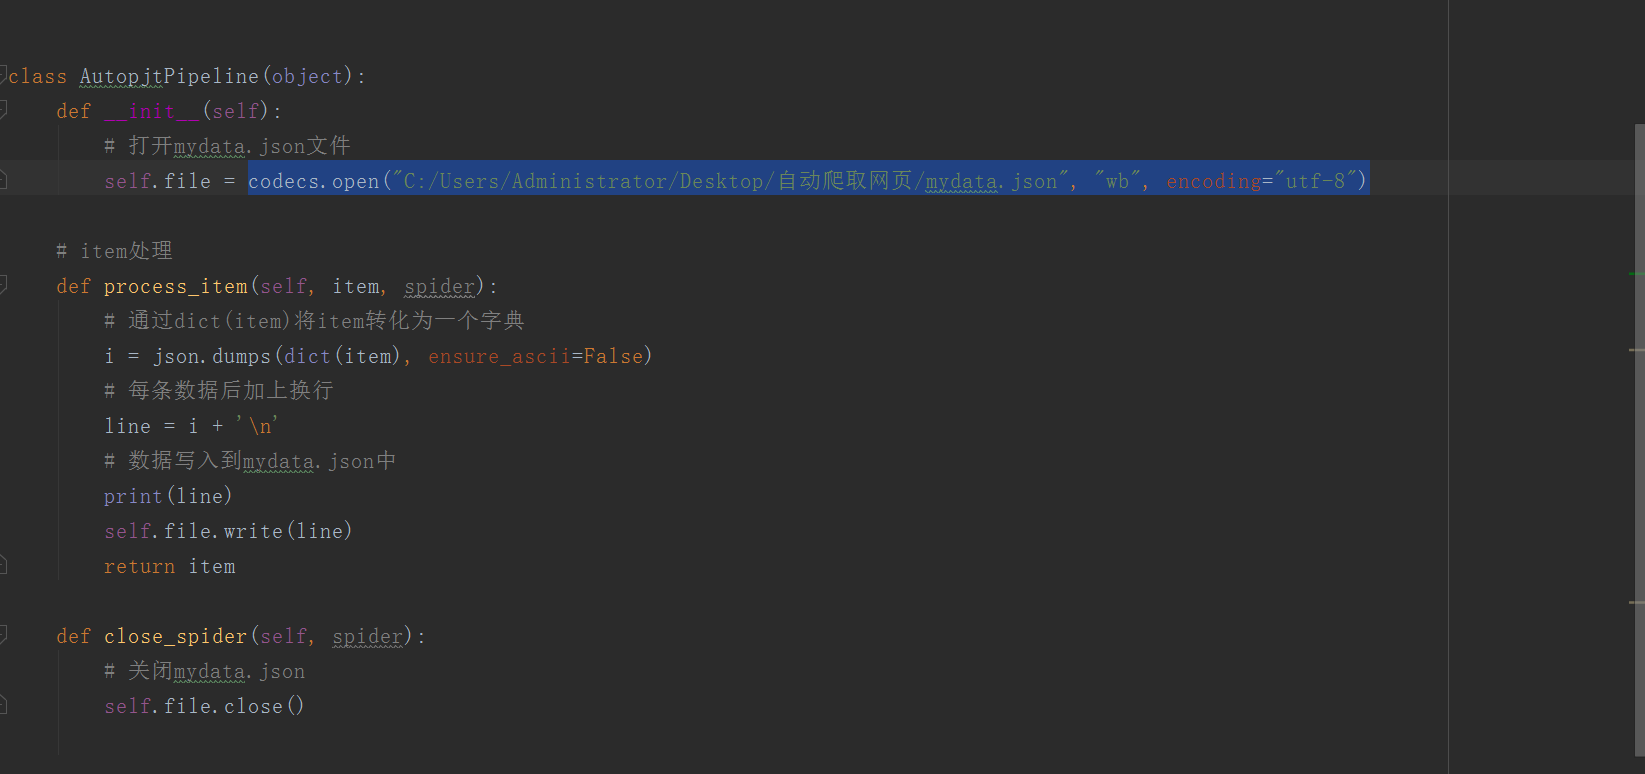 class AutopjtPipeline(object):
    def __init__(self):
        # 打开mydata.json文件
        self.file = codecs.open("C:/Users/Administrator/Desktop/自动爬取网页/mydata.json", "wb", encoding="utf-8")
    # item处理
    def process_item(self, item, spider):
        # 通过dict(item)将item转化为一个字典
        i = json.dumps(dict(item), ensure_ascii=False)
        # 每条数据后加上换行
        line = i + '\n'
        # 数据写入到mydata.json中
        print(line)
        self.file.write(line)
        return item
    def close_spider(self, spider):
        # 关闭mydata.json
        self.file.close()